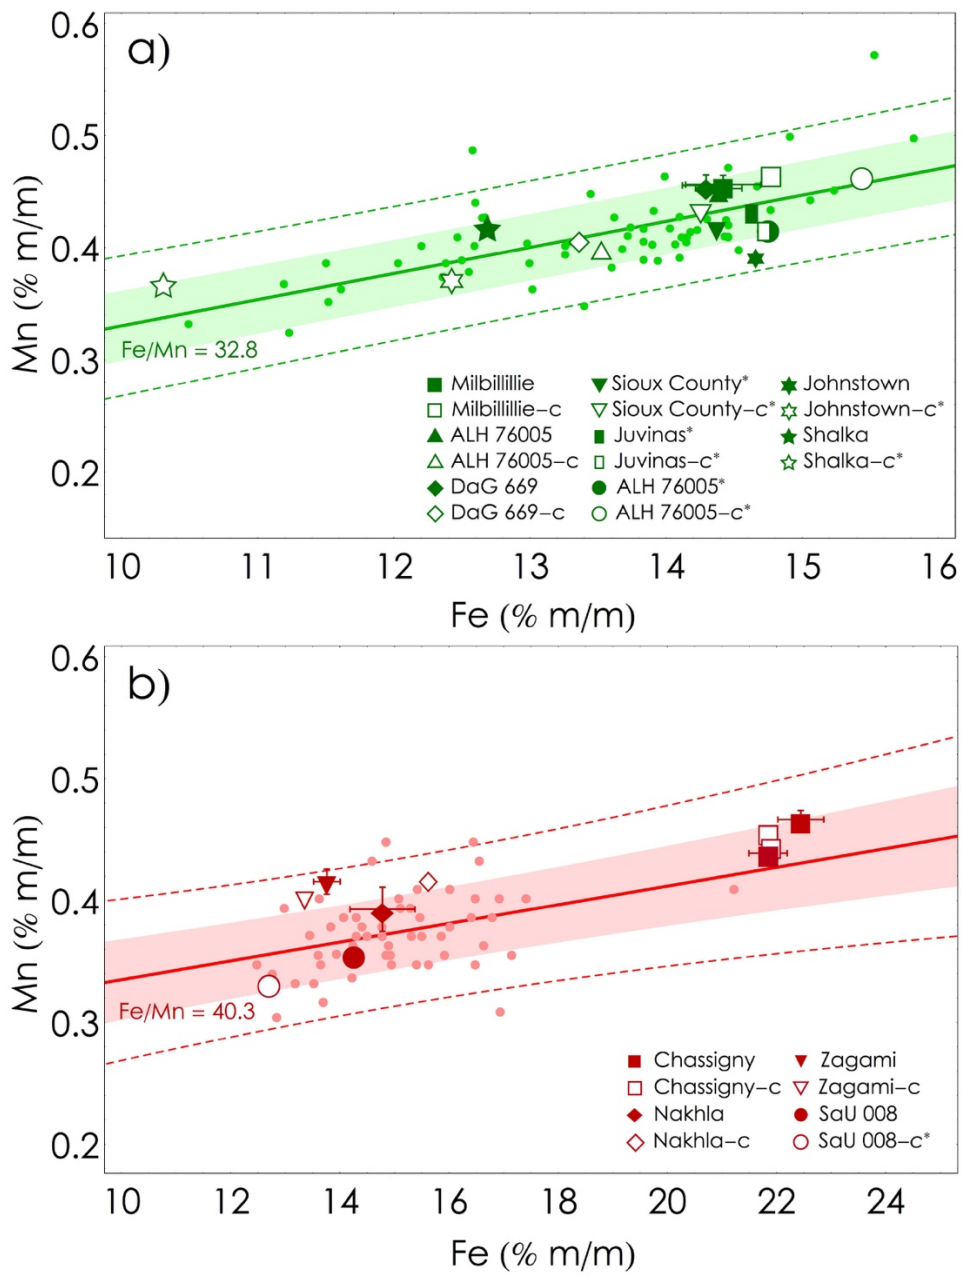 a)
0.6
0.5
0.4
0.3
0.2
Mn (% m/m)
Fe/Mn = 32.8
Milbillillie
Sioux County*
Johnstown
Milbillillie-c
Sioux County-c*
Johnstown-c*
ALH 76005
Juvinas*
Shalka
ALH 76005-c
Juvinas-c*
Shalka-c*
DaG 669
ALH 76005*
DaG 669-c
ALH 76005-c*
10 11 12 13 14 15 16
Fe (% m/m)
b)
0.6
0.5
0.4
0.3
0.2
Mn (% m/m)
Fe/Mn = 40.3
Chassigny
Zagami
Chassigny-c
Zagami-c
Nakhla
SaU 008
Nakhla-c
SaU 008-c*
10 12 14 16 18 20 22 24
Fe (% m/m)